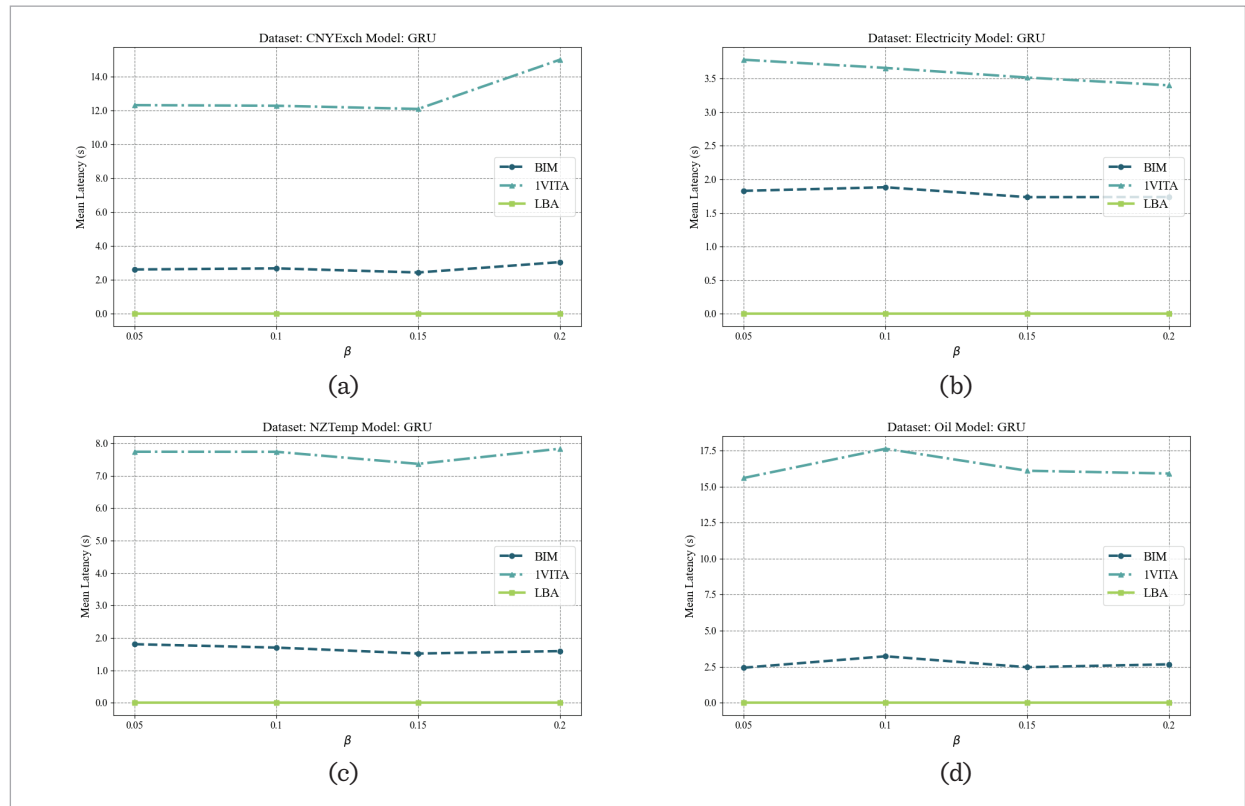 Dataset: CNYExch Model: GRU
Mean Latency (s)
14.0
12.0
10.0
8.0
6.0
4.0
2.0
0.0
BIM
1VITA
LBA
0.05 0.1 0.15 0.2
β
(a)
Dataset: Electricity Model: GRU
Mean Latency (s)
3.5
3.0
2.5
2.0
1.5
1.0
0.5
0.0
BIM
1VITA
LBA
0.05 0.1 0.15 0.2
β
(b)
Dataset: NZTemp Model: GRU
Mean Latency (s)
8.0
7.0
6.0
5.0
4.0
3.0
2.0
1.0
0.0
BIM
1VITA
LBA
0.05 0.1 0.15 0.2
β
(c)
Dataset: Oil Model: GRU
Mean Latency (s)
17.5
15.0
12.5
10.0
7.5
5.0
2.5
0.0
BIM
1VITA
LBA
0.05 0.1 0.15 0.2
β
(d)